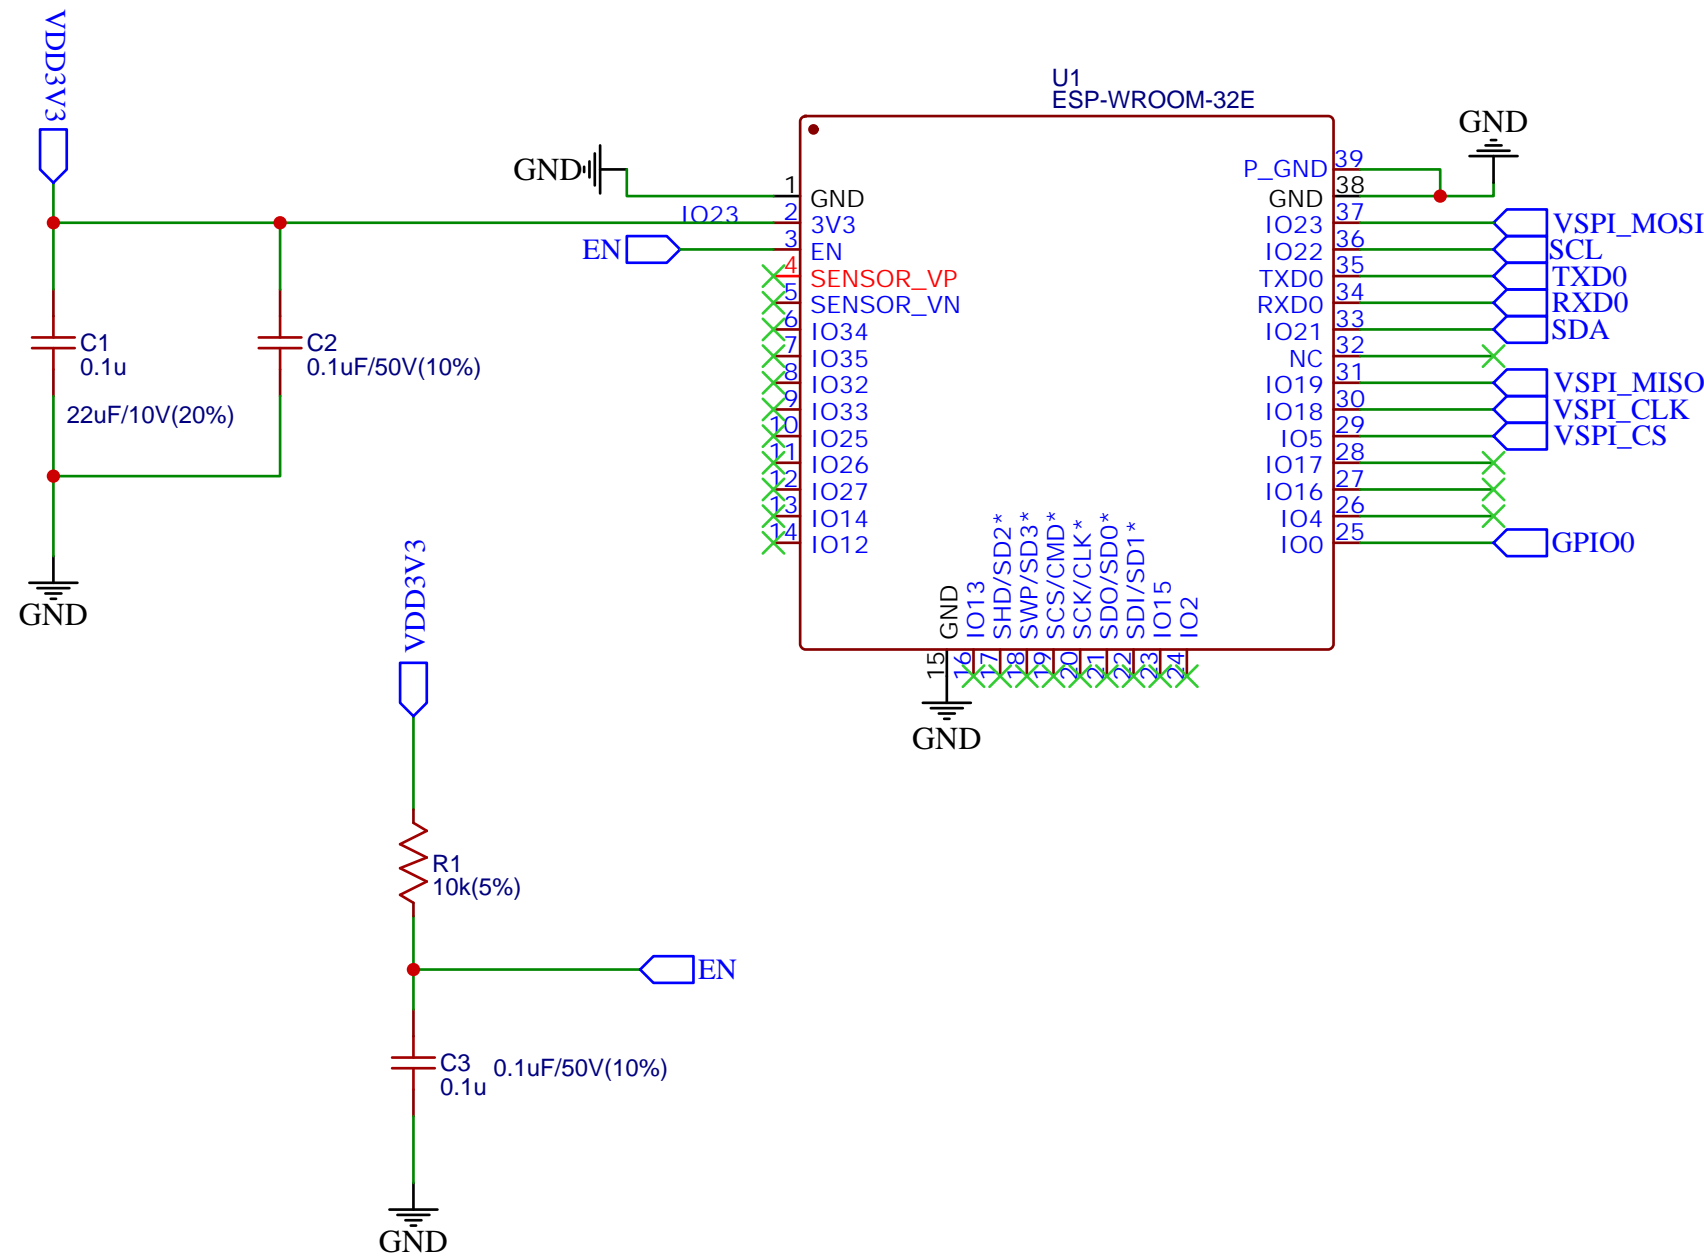 VDD3V3
C1
0.1u
22uF/10V(20%)
C2
0.1uF/50V(10%)
GND
VDD3V3
R1
10k(5%)
EN
C3
0.1uF/50V(10%)
0.1u
GND
U1
ESP-WROOM-32E
GND
IO23
EN
1 GND
2 3V3
3 EN
4 SENSOR_VP
5 SENSOR_VN
6 IO34
7 IO35
8 IO32
9 IO33
10 IO25
11 IO26
12 IO27
13 IO14
14 IO12
15 GND
16 IO13
17 SHD/SD2*
18 SWP/SD3*
19 SCS/CMD*
20 SCK/CLK*
21 SDO/SD0*
22 SDI/SD1*
23 IO15
24 IO2
GND
GND
P_GND 39
GND 38
IO23 37 VSPI_MOSI
IO22 36 SCL
TXD0 35 TXD0
RXD0 34 RXD0
IO21 33 SDA
NC 32
IO19 31 VSPI_MISO
IO18 30 VSPI_CLK
IO5 29 VSPI_CS
IO17 28
IO16 27
IO4 26
IO0 25 GPIO0